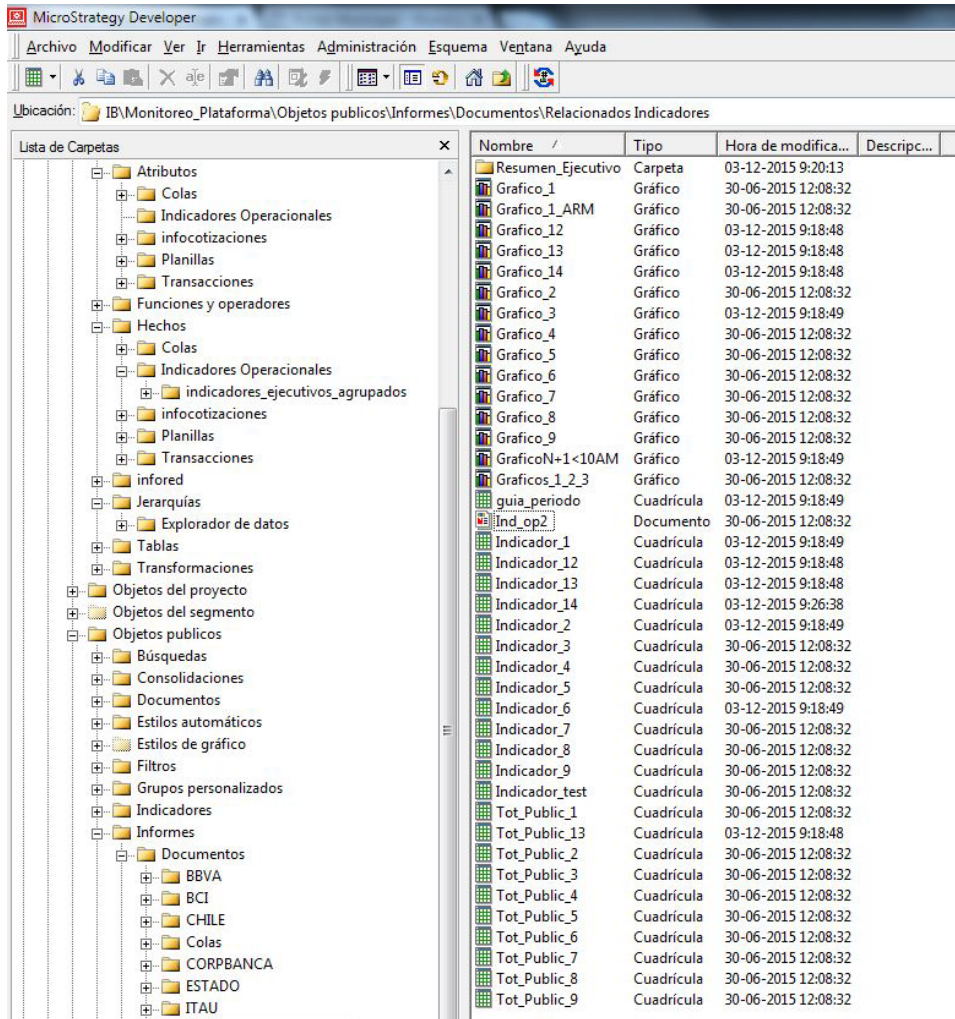 MicroStrategy Developer
Archivo Modificar Ver Ir Herramientas Administración Esquema Ventana Ayuda
Ubicación: IB\Monitoreo_Plataforma\Objetos publicos\Informes\Documentos\Relacionados Indicadores
Lista de Carpetas
Atributos
Colas
Indicadores Operacionales
infocotizaciones
Planillas
Transacciones
Funciones y operadores
Hechos
Colas
Indicadores Operacionales
indicadores_ejecutivos_agrupados
infocotizaciones
Planillas
Transacciones
infored
Jerarquías
Explorador de datos
Tablas
Transformaciones
Objetos del proyecto
Objetos del segmento
Objetos publicos
Búsquedas
Consolidaciones
Documentos
Estilos automáticos
Estilos de gráfico
Filtros
Grupos personalizados
Indicadores
Informes
Documentos
BBVA
BCI
CHILE
Colas
CORPBANCA
ESTADO
ITAU
Nombre Tipo Hora de modifica... Descripc...
Resumen_Ejecutivo Carpeta 03-12-2015 9:20:13
Grafico_1 Gráfico 30-06-2015 12:08:32
Grafico_1_ARM Gráfico 30-06-2015 12:08:32
Grafico_12 Gráfico 03-12-2015 9:18:48
Grafico_13 Gráfico 03-12-2015 9:18:48
Grafico_14 Gráfico 03-12-2015 9:18:48
Grafico_2 Gráfico 30-06-2015 12:08:32
Grafico_3 Gráfico 03-12-2015 9:18:49
Grafico_4 Gráfico 30-06-2015 12:08:32
Grafico_5 Gráfico 30-06-2015 12:08:32
Grafico_6 Gráfico 30-06-2015 12:08:32
Grafico_7 Gráfico 30-06-2015 12:08:32
Grafico_8 Gráfico 30-06-2015 12:08:32
Grafico_9 Gráfico 30-06-2015 12:08:32
GraficoN+1<10AM Gráfico 03-12-2015 9:18:49
Graficos_1_2_3 Gráfico 30-06-2015 12:08:32
guia_periodo Cuadrícula 03-12-2015 9:18:49
Ind_op2 Documento 30-06-2015 12:08:32
Indicador_1 Cuadrícula 03-12-2015 9:18:49
Indicador_12 Cuadrícula 03-12-2015 9:18:48
Indicador_13 Cuadrícula 03-12-2015 9:18:48
Indicador_14 Cuadrícula 03-12-2015 9:26:38
Indicador_2 Cuadrícula 03-12-2015 9:18:49
Indicador_3 Cuadrícula 30-06-2015 12:08:32
Indicador_4 Cuadrícula 30-06-2015 12:08:32
Indicador_5 Cuadrícula 30-06-2015 12:08:32
Indicador_6 Cuadrícula 03-12-2015 9:18:49
Indicador_7 Cuadrícula 30-06-2015 12:08:32
Indicador_8 Cuadrícula 30-06-2015 12:08:32
Indicador_9 Cuadrícula 30-06-2015 12:08:32
Indicador_test Cuadrícula 30-06-2015 12:08:32
Tot_Public_1 Cuadrícula 30-06-2015 12:08:32
Tot_Public_13 Cuadrícula 03-12-2015 9:18:48
Tot_Public_2 Cuadrícula 30-06-2015 12:08:32
Tot_Public_3 Cuadrícula 30-06-2015 12:08:32
Tot_Public_4 Cuadrícula 30-06-2015 12:08:32
Tot_Public_5 Cuadrícula 30-06-2015 12:08:32
Tot_Public_6 Cuadrícula 30-06-2015 12:08:32
Tot_Public_7 Cuadrícula 30-06-2015 12:08:32
Tot_Public_8 Cuadrícula 30-06-2015 12:08:32
Tot_Public_9 Cuadrícula 30-06-2015 12:08:32